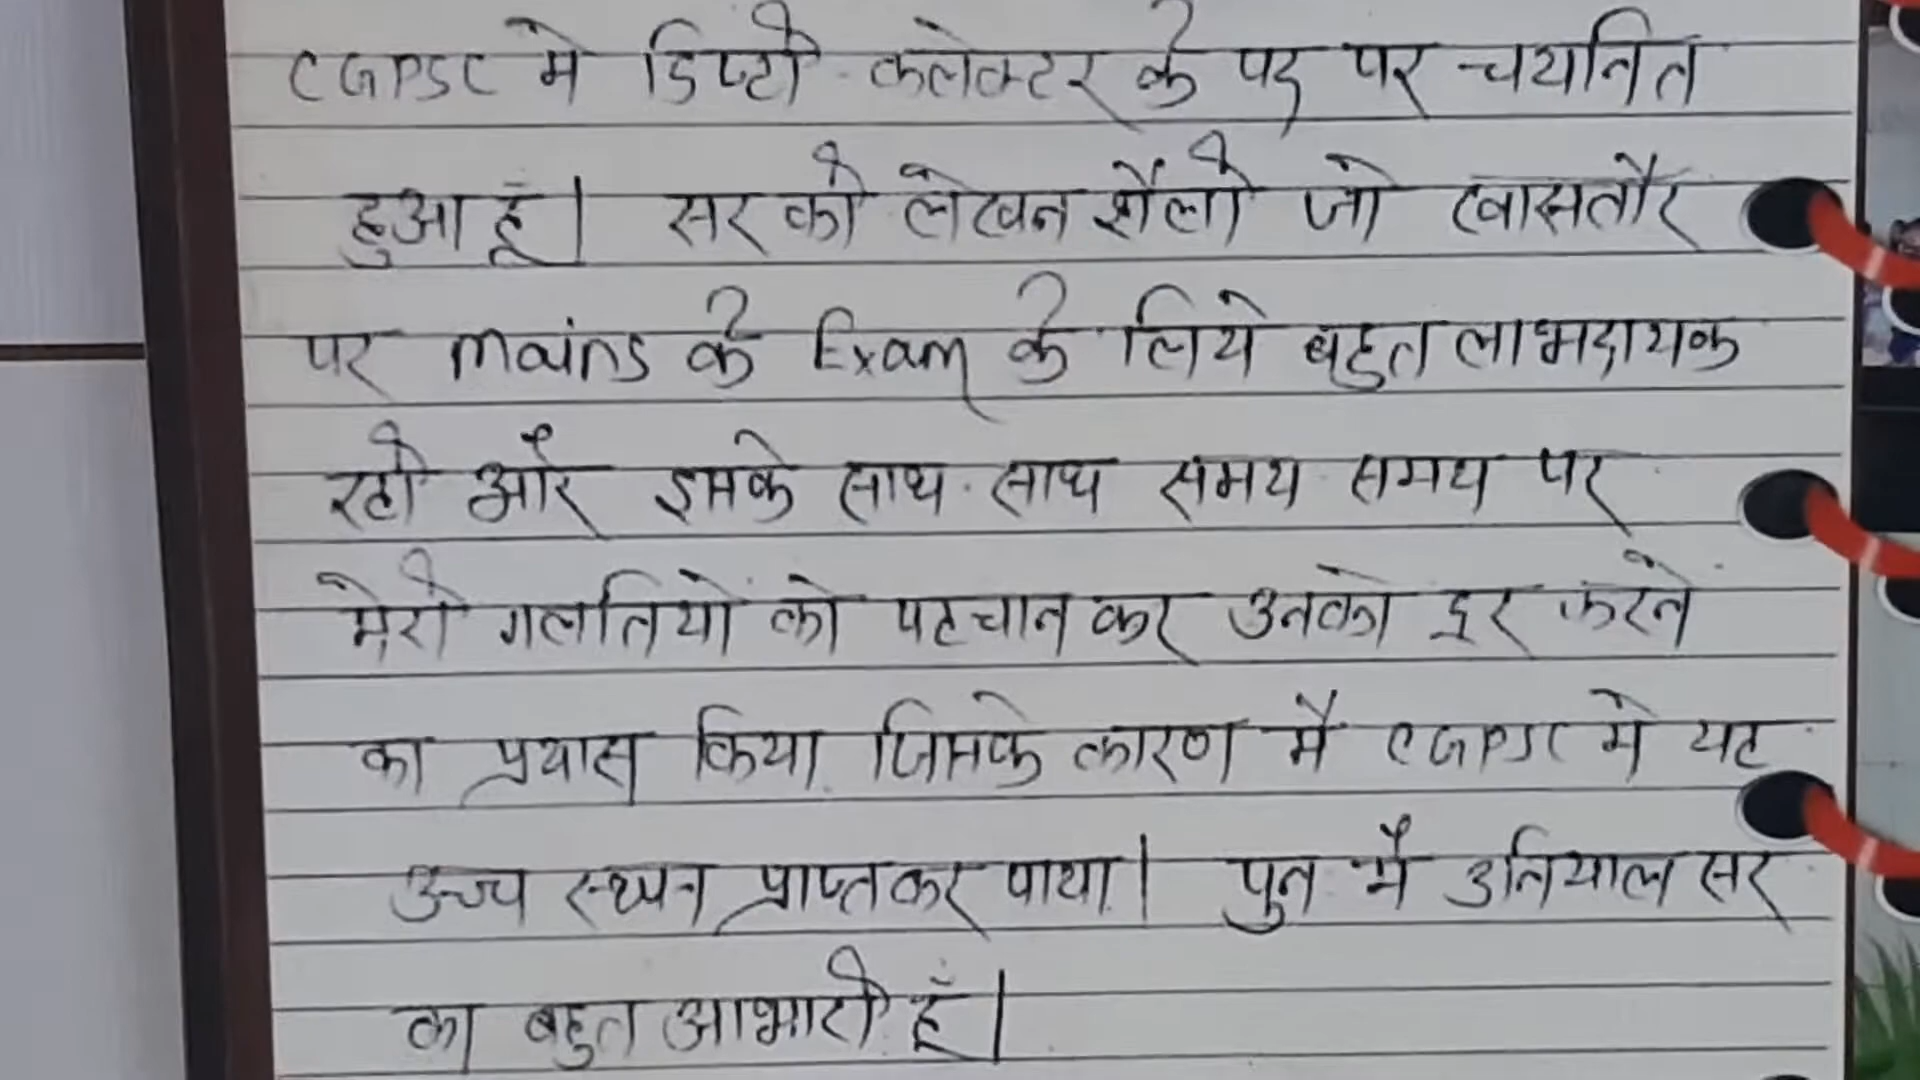 CGPSC मे डिप्टी कलेक्टर के पद पर चयनित
हुआ हूँ। सर की लेखन शैली जो खासतौर
पर mains के Exam के लिये बहुत लाभदायक
रही और इसके साथ साथ समय समय पर
मेरी गलतियों को पहचान कर उनको दूर करने
का प्रयास किया जिसके कारण मै CGPSC मे यह
उच्च स्थान प्राप्त कर पाया। पुनः मै उनियाल सर
का बहुत आभारी हूँ।